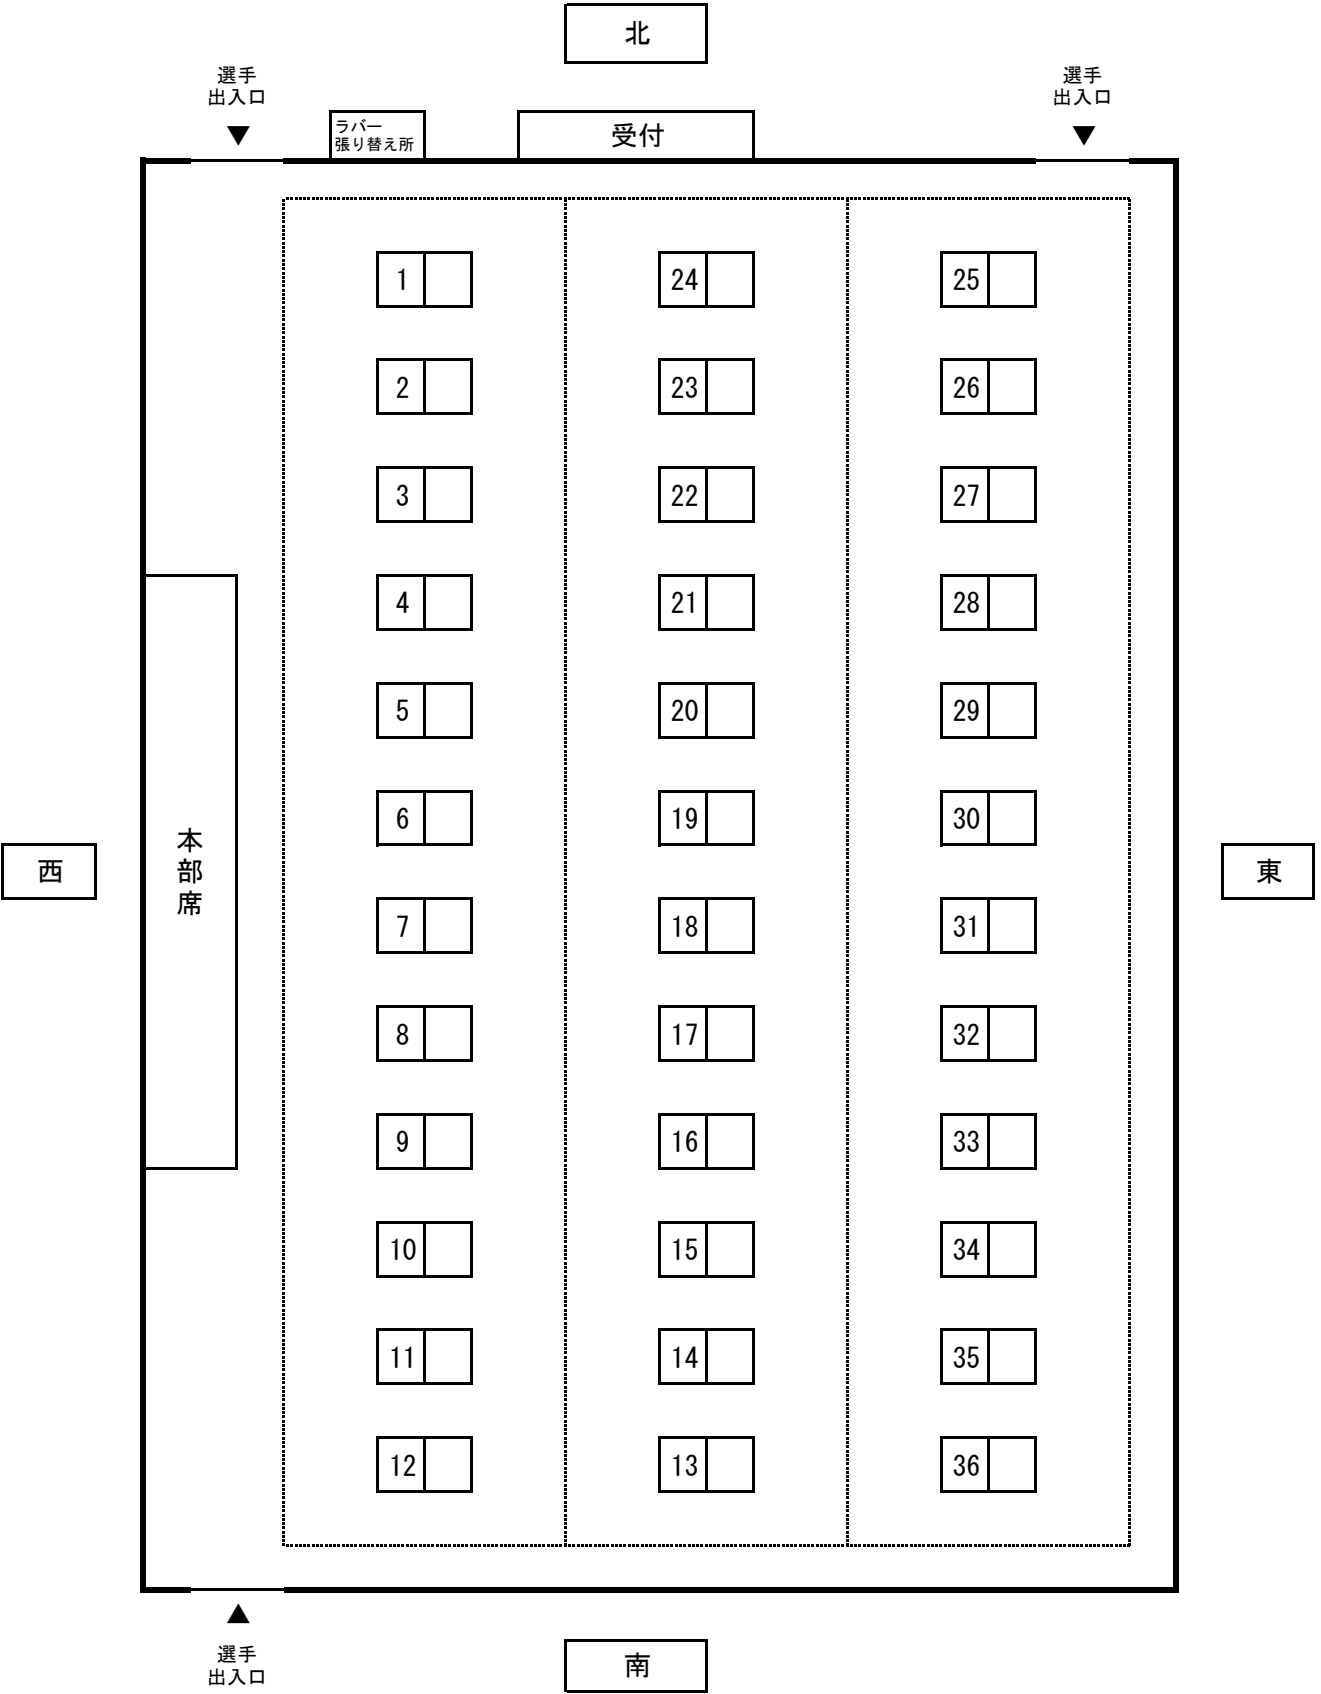 北
選手
出入口
▼
ラバー
張り替え所
受付
選手
出入口
▼
1 24 25
2 23 26
3 22 27
4 21 28
5 20 29
6 19 30
7 18 31
8 17 32
9 16 33
10 15 34
11 14 35
12 13 36
西
本
部
席
東
▲
選手
出入口
南